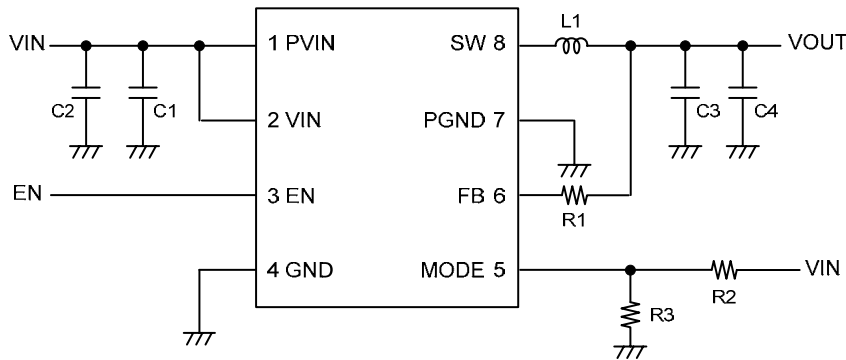 L1
VIN
1 PVIN
SW 8
VOUT
C2
C1
C3
C4
2 VIN
PGND 7
EN
3 EN
FB 6
R1
4 GND
MODE 5
VIN
R2
R3